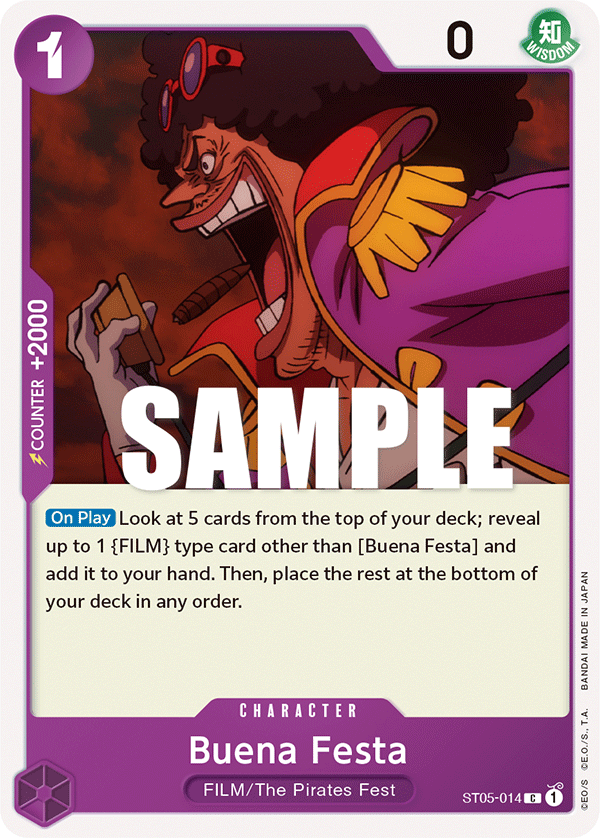 1
0
知
WISDOM
COUNTER +2000
SAMPLE
On Play Look at 5 cards from the top of your deck; reveal
up to 1 {FILM} type card other than [Buena Festa] and
add it to your hand. Then, place the rest at the bottom of
your deck in any order.
CHARACTER
Buena Festa
FILM/The Pirates Fest
ST05-014 C 1
©EO/S ©E.O./S., T.A. BANDAI MADE IN JAPAN